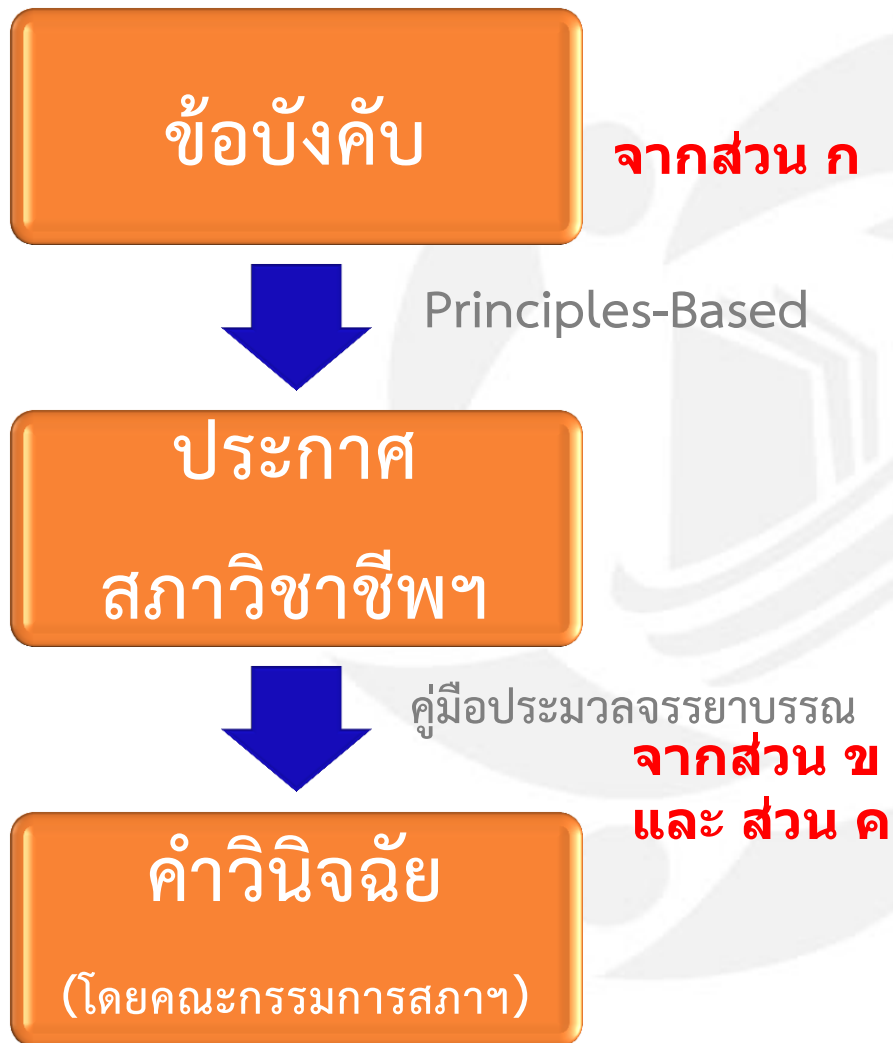 ข้อบังคับ
จากส่วน ก
Principles-Based
ประกาศ
สภาวิชาชีพฯ
คู่มือประมวลจรรยาบรรณ
จากส่วน ข
และ ส่วน ค
คำวินิจฉัย
(โดยคณะกรรมการสภาฯ)